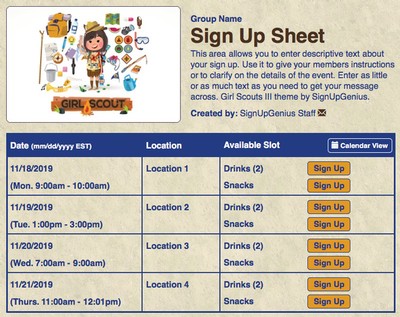 Group Name
Sign Up Sheet
This area allows you to enter descriptive text about
your sign up. Use it to give your members instructions
or to clarify on the details of the event. Enter as little
or as much text as you need to get your message
across. Girl Scouts III theme by SignUpGenius.
Created by: SignUpGenius Staff
GIRL SCOUT
Date (mm/dd/yyyy EST) Location Available Slot Calendar View
11/18/2019 Location 1 Drinks (2) Sign Up
(Mon. 9:00am - 10:00am) Snacks Sign Up
11/19/2019 Location 2 Drinks (2) Sign Up
(Tue. 1:00pm - 3:00pm) Snacks Sign Up
11/20/2019 Location 3 Drinks (2) Sign Up
(Wed. 7:00am - 9:00am) Snacks Sign Up
11/21/2019 Location 4 Drinks (2) Sign Up
(Thurs. 11:00am - 12:01pm) Snacks Sign Up